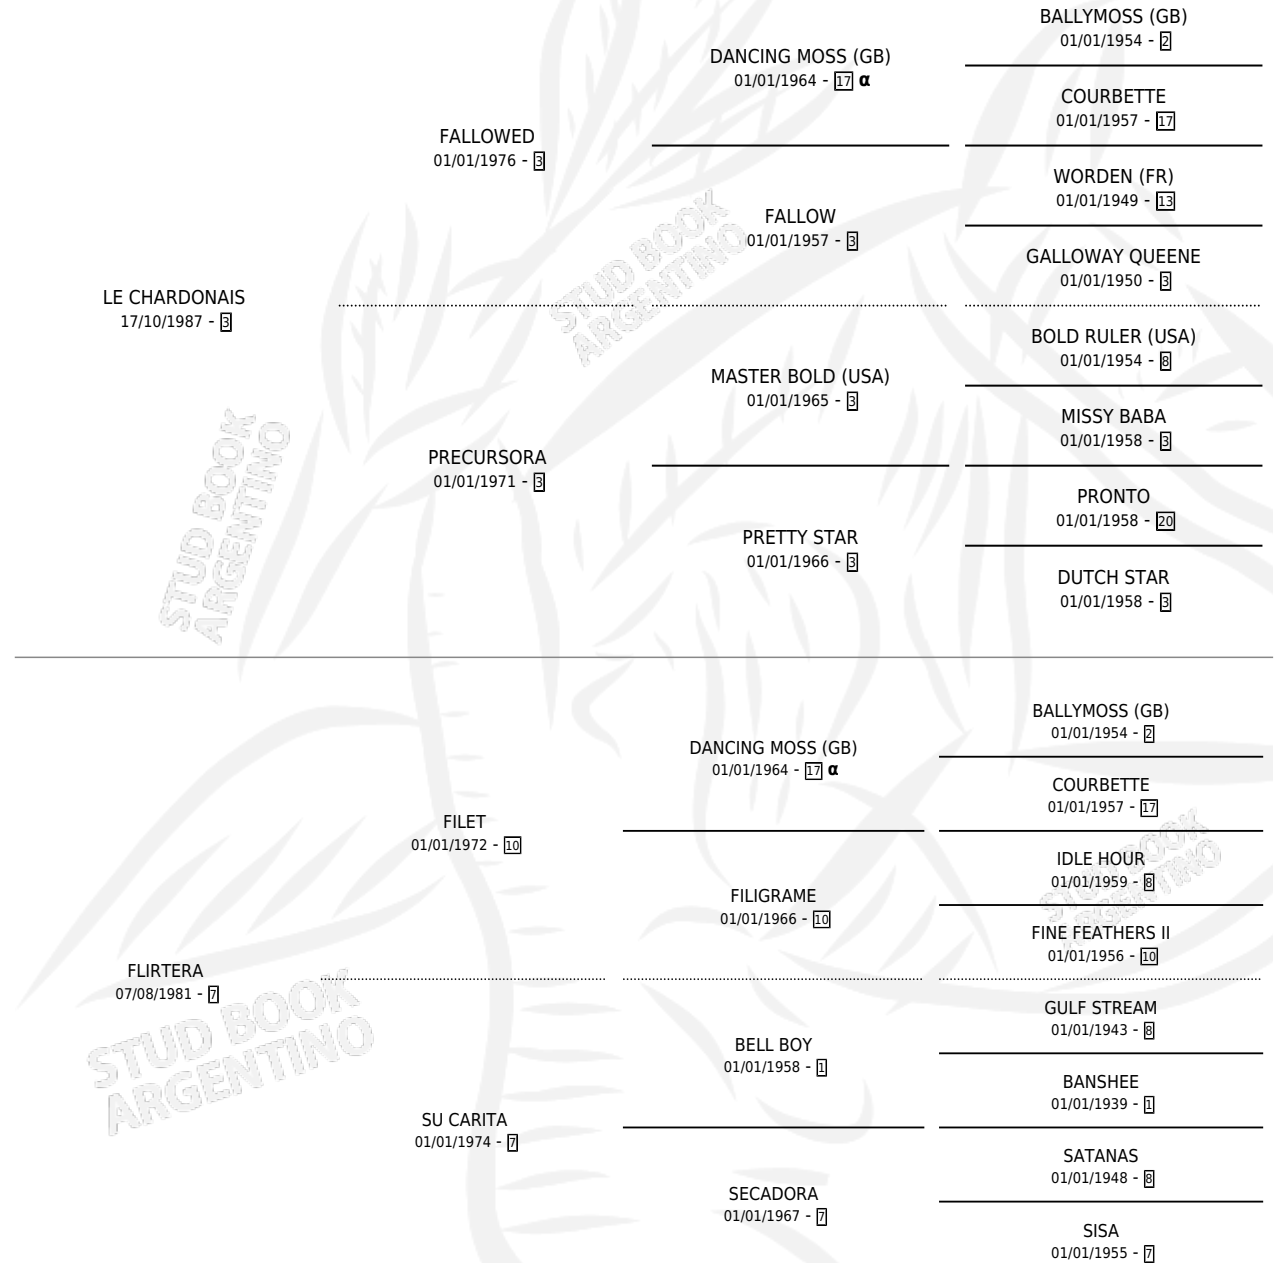 BALLYMOSS (GB)
01/01/1954 - 2
DANCING MOSS (GB)
01/01/1964 - 17 α
COURBETTE
01/01/1957 - 17
FALLOWED
01/01/1976 - 3
WORDEN (FR)
01/01/1949 - 13
FALLOW
01/01/1957 - 3
GALLOWAY QUEENE
01/01/1950 - 3
LE CHARDONAIS
17/10/1987 - 3
BOLD RULER (USA)
01/01/1954 - 8
MASTER BOLD (USA)
01/01/1965 - 3
MISSY BABA
01/01/1958 - 3
PRECURSORA
01/01/1971 - 3
PRONTO
01/01/1958 - 20
PRETTY STAR
01/01/1966 - 3
DUTCH STAR
01/01/1958 - 3
STUD BOOK
ARGENTINO
STUD BOOK
ARGENTINO
BALLYMOSS (GB)
01/01/1954 - 2
DANCING MOSS (GB)
01/01/1964 - 17 α
COURBETTE
01/01/1957 - 17
FILET
01/01/1972 - 10
IDLE HOUR
01/01/1959 - 8
FILIGRAME
01/01/1966 - 10
FINE FEATHERS II
01/01/1956 - 10
FLIRTERA
07/08/1981 - 7
GULF STREAM
01/01/1943 - 8
BELL BOY
01/01/1958 - 1
BANSHEE
01/01/1939 - 1
SU CARITA
01/01/1974 - 7
SATANAS
01/01/1948 - 8
SECADORA
01/01/1967 - 7
SISA
01/01/1955 - 7
STUD BOOK
ARGENTINO
STUD BOOK
ARGENTINO